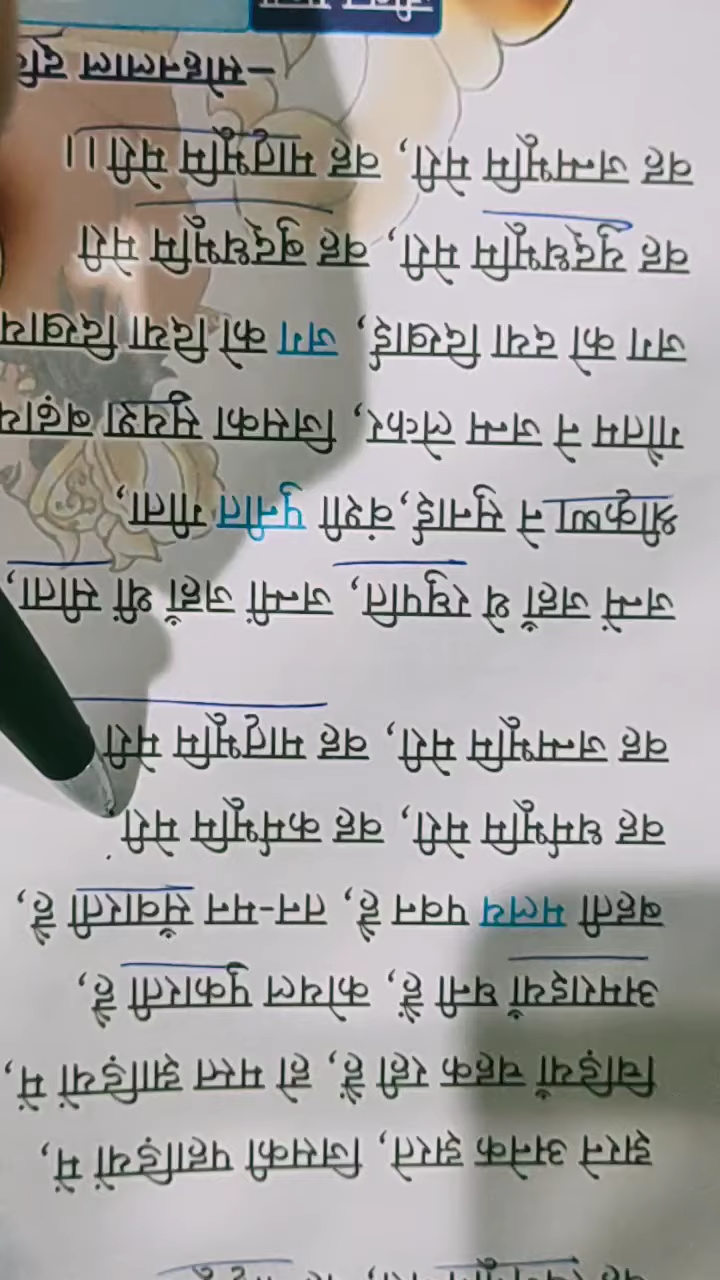 झरने अनेक झरते, जिसकी पहाड़ियों में,
चिड़ियाँ चहक रही हैं, हो मस्त झाड़ियों में,
अमराइयाँ घनी हैं, कोयल पुकारती है,
बहती मलय पवन है, तन-मन सँवारती है,
वह धर्मभूमि मेरी, वह कर्मभूमि मेरी
वह जन्मभूमि मेरी, वह मातृभूमि मेरी
जन्में जहाँ थे रघुपति, जन्मीं जहाँ थीं सीता,
श्रीकृष्ण ने सुनाई, वंशी पुनीत गीता,
गौतम ने जन्म लेकर, जिसका सुयश
जग को दया दिखाई, जग को दिया
वह युद्धभूमि मेरी, वह बुद्धभूमि मेरी
वह जन्मभूमि मेरी, वह मातृभूमि मेरी।।
–सोहनलाल